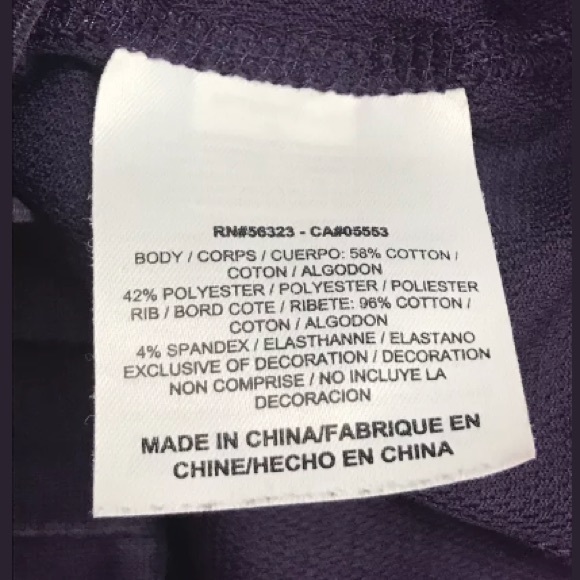 RN#56323 - CA#05553
BODY / CORPS / CUERPO: 58% COTTON /
COTON / ALGODON
42% POLYESTER / POLYESTER / POLIESTER
RIB / BORD COTE / RIBETE: 96% COTTON /
COTON / ALGODON
4% SPANDEX / ELASTHANNE / ELASTANO
EXCLUSIVE OF DECORATION / DECORATION
NON COMPRISE / NO INCLUYE LA
DECORACION
MADE IN CHINA/FABRIQUE EN
CHINE/HECHO EN CHINA